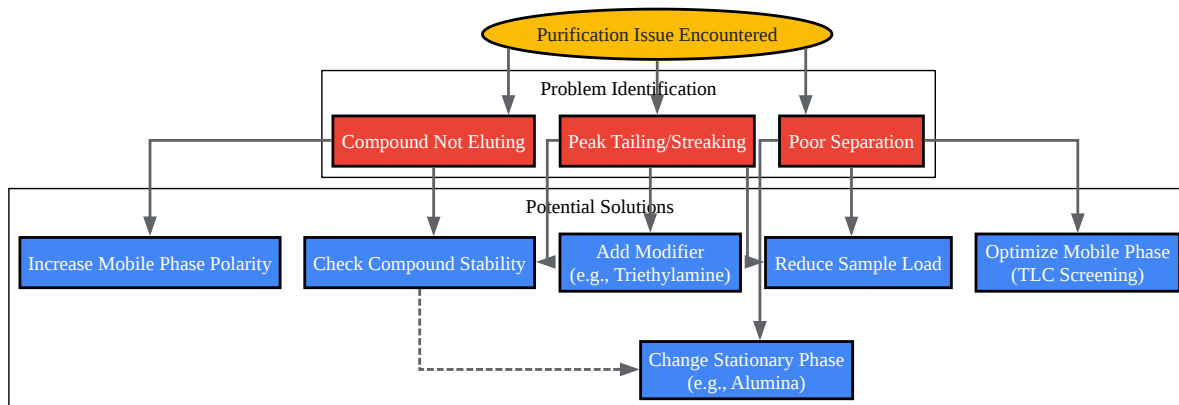 Purification Issue Encountered
Problem Identification
Compound Not Eluting
Peak Tailing/Streaking
Poor Separation
Potential Solutions
Increase Mobile Phase Polarity
Check Compound Stability
Add Modifier
(e.g., Triethylamine)
Reduce Sample Load
Optimize Mobile Phase
(TLC Screening)
Change Stationary Phase
(e.g., Alumina)